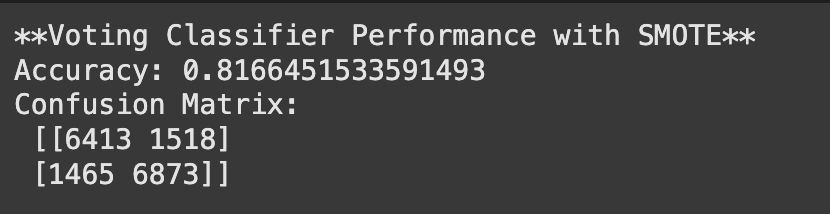 **Voting Classifier Performance with SMOTE**
Accuracy: 0.8166451533591493
Confusion Matrix:
 [[6413 1518]
 [1465 6873]]